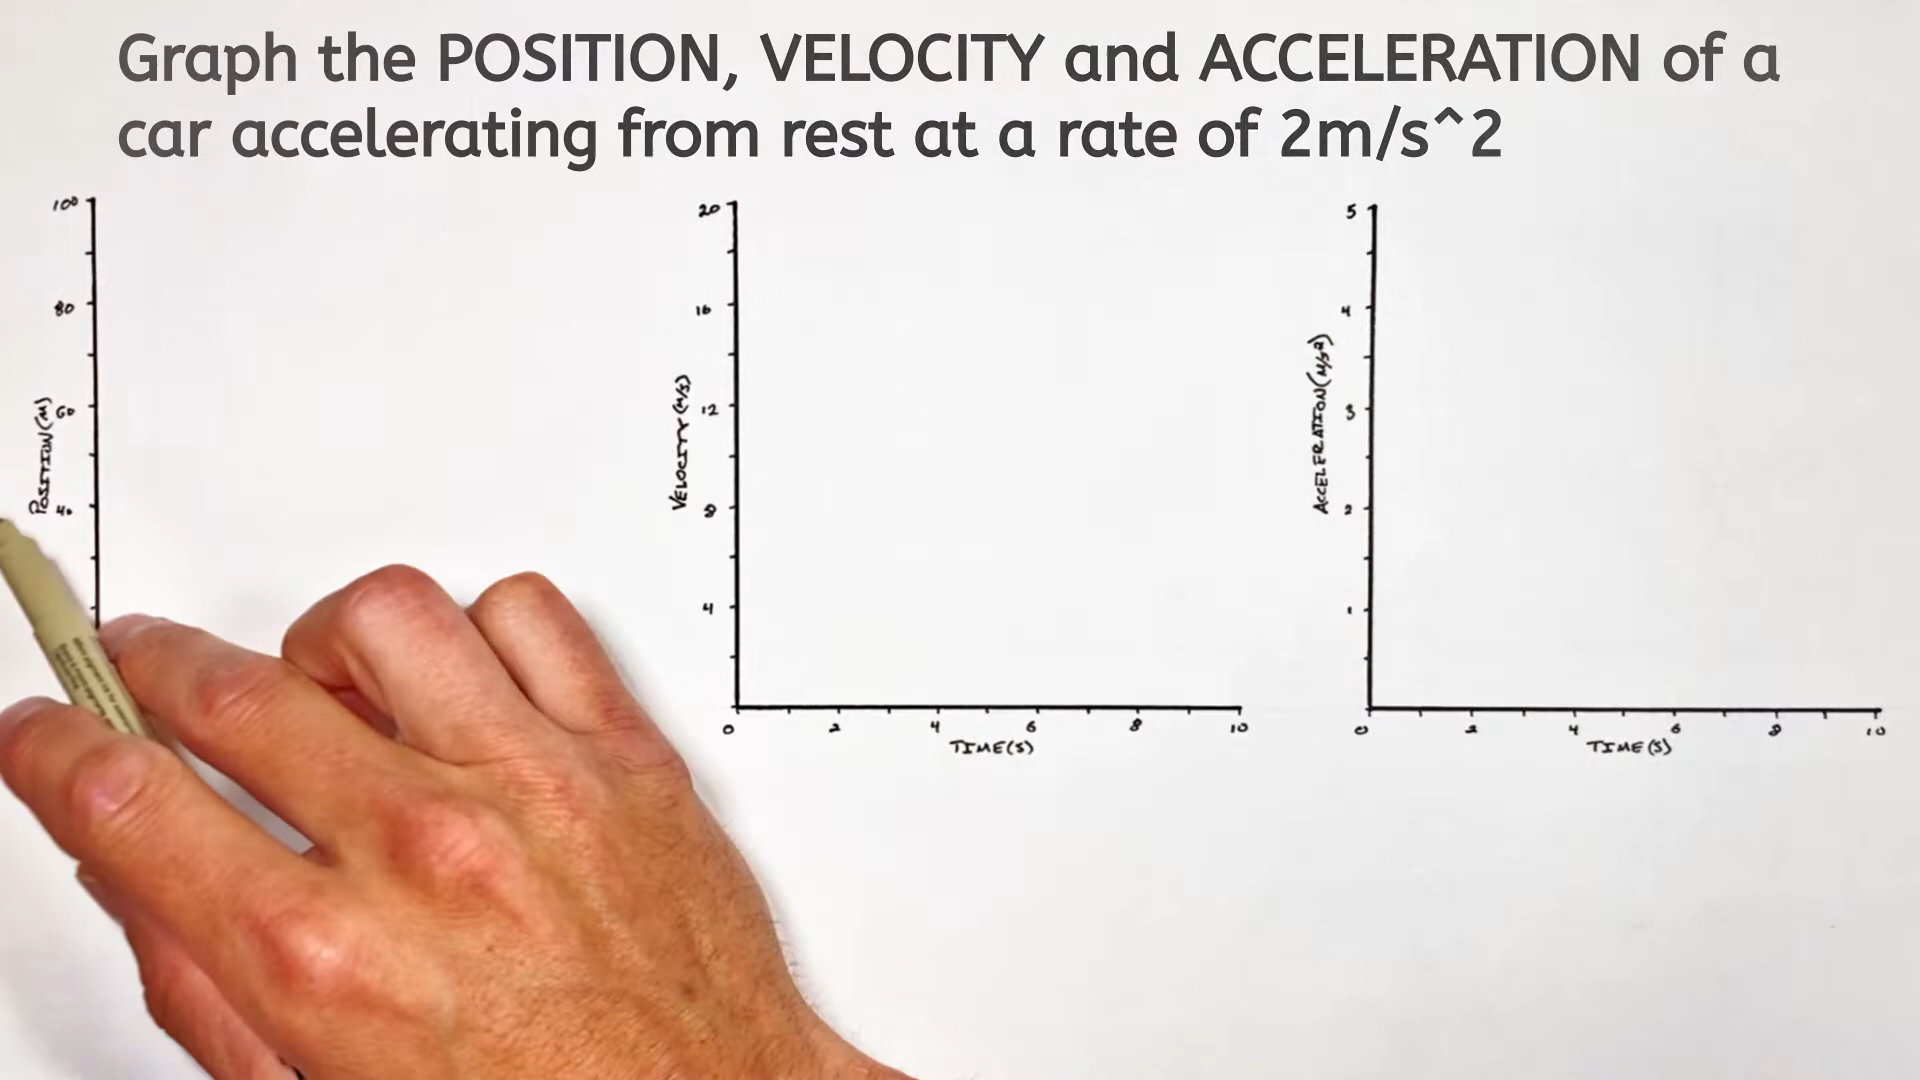 Graph the POSITION, VELOCITY and ACCELERATION of a
car accelerating from rest at a rate of 2m/s^2
100
80
60
40
POSITION(M)
20
16
12
8
4
VELOCITY(M/S)
0 2 4 6 8 10
TIME(S)
5
4
3
2
1
ACCELERATION(M/S²)
0 2 4 6 8 10
TIME(S)